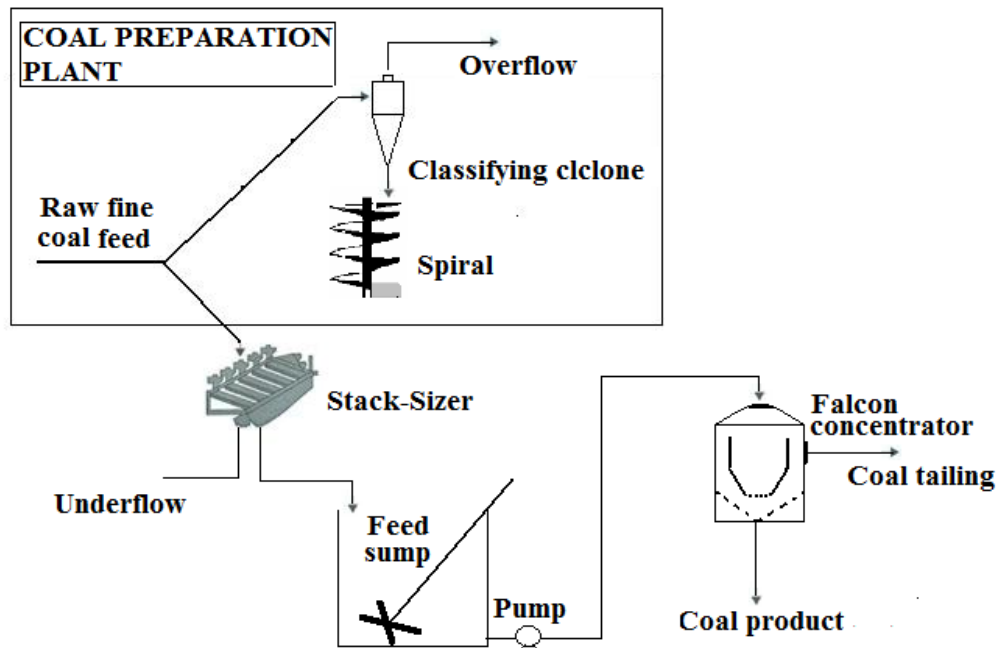 COAL PREPARATION
PLANT
Overflow
Classifying clclone
Raw fine
coal feed
Spiral
Stack-Sizer
Falcon
concentrator
Coal tailing
Underflow
Feed
sump
Pump
Coal product